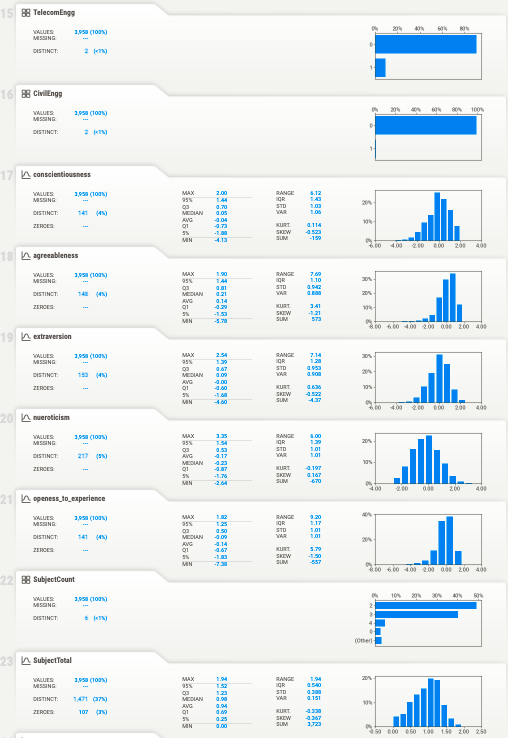 15
TelecomEngg
VALUES: 3,958 (100%)
MISSING: ---
DISTINCT: 2 (<1%)
0% 20% 40% 60% 80%
0
1
16
CivilEngg
VALUES: 3,958 (100%)
MISSING: ---
DISTINCT: 2 (<1%)
0% 20% 40% 60% 80% 100%
0
1
17
conscientiousness
VALUES: 3,958 (100%)
MISSING: ---
DISTINCT: 141 (4%)
ZEROES: ---
MAX 2.00
95% 1.44
Q3 0.70
MEDIAN 0.05
AVG -0.04
Q1 -0.73
5% -1.88
MIN -4.13
RANGE 6.12
IQR 1.43
STD 1.03
VAR 1.06
KURT. 0.114
SKEW -0.523
SUM -159
20%
10%
0%
-6.00 -4.00 -2.00 0.00 2.00 4.00
18
agreeableness
VALUES: 3,958 (100%)
MISSING: ---
DISTINCT: 148 (4%)
ZEROES: ---
MAX 1.90
95% 1.44
Q3 0.81
MEDIAN 0.21
AVG 0.14
Q1 -0.29
5% -1.53
MIN -5.78
RANGE 7.69
IQR 1.10
STD 0.942
VAR 0.888
KURT. 3.41
SKEW -1.21
SUM 573
30%
20%
10%
0%
-8.00 -6.00 -4.00 -2.00 0.00 2.00 4.00
19
extraversion
VALUES: 3,958 (100%)
MISSING: ---
DISTINCT: 153 (4%)
ZEROES: ---
MAX 2.54
95% 1.39
Q3 0.67
MEDIAN 0.09
AVG -0.00
Q1 -0.60
5% -1.68
MIN -4.60
RANGE 7.14
IQR 1.28
STD 0.953
VAR 0.908
KURT. 0.636
SKEW -0.522
SUM -4.37
30%
20%
10%
0%
-6.00 -4.00 -2.00 0.00 2.00 4.00
20
nueroticism
VALUES: 3,958 (100%)
MISSING: ---
DISTINCT: 217 (5%)
ZEROES: ---
MAX 3.35
95% 1.54
Q3 0.53
AVG -0.17
MEDIAN -0.23
Q1 -0.87
5% -1.76
MIN -2.64
RANGE 6.00
IQR 1.39
STD 1.01
VAR 1.01
KURT. -0.197
SKEW 0.167
SUM -670
20%
10%
0%
-4.00 -2.00 0.00 2.00 4.00
21
openess_to_experience
VALUES: 3,958 (100%)
MISSING: ---
DISTINCT: 141 (4%)
ZEROES: ---
MAX 1.82
95% 1.25
Q3 0.50
MEDIAN -0.09
AVG -0.14
Q1 -0.67
5% -1.83
MIN -7.38
RANGE 9.20
IQR 1.17
STD 1.01
VAR 1.01
KURT. 5.79
SKEW -1.50
SUM -557
40%
20%
0%
-8.00 -6.00 -4.00 -2.00 0.00 2.00 4.00
22
SubjectCount
VALUES: 3,958 (100%)
MISSING: ---
DISTINCT: 6 (<1%)
0% 10% 20% 30% 40% 50%
2
3
4
0
(Other)
23
SubjectTotal
VALUES: 3,958 (100%)
MISSING: ---
DISTINCT: 1,471 (37%)
ZEROES: 107 (3%)
MAX 1.94
95% 1.52
Q3 1.23
MEDIAN 0.98
AVG 0.94
Q1 0.69
5% 0.25
MIN 0.00
RANGE 1.94
IQR 0.540
STD 0.388
VAR 0.151
KURT. -0.338
SKEW -0.367
SUM 3,723
20%
10%
0%
-0.50 0.00 0.50 1.00 1.50 2.00 2.50